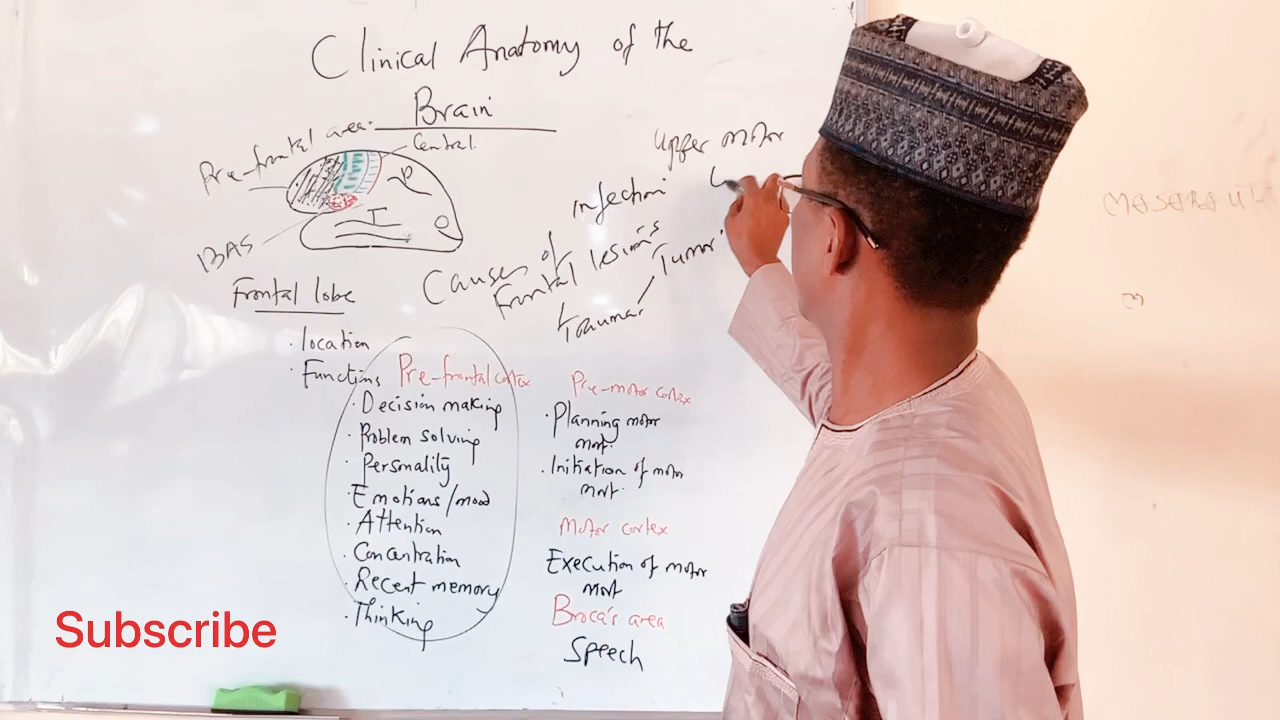 Clinical Anatomy of the
Brain
Pre-frontal area.
Central.
P
T
O
BAS
Upper motor
Infection
Causes of
Frontal lesions
Tumor
Trauma
Frontal lobe
· location
· Functions
Pre-frontal cortex
· Decision making
· Problem solving
· Personality
· Emotions/mood
· Attention
· Concentration
· Recent memory
· Thinking
Pre-motor cortex
· Planning motor
mvt.
· Initiation of motor
mvt.
Motor cortex
Execution of motor
mvt
Broca's area
Speech
Subscribe